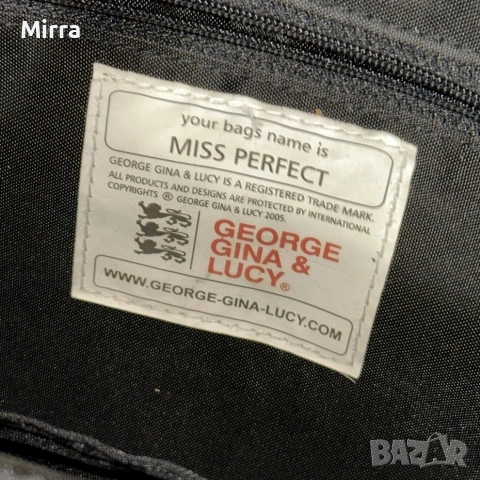 Mirra
your bags name is
MISS PERFECT
GEORGE GINA & LUCY IS A REGISTERED TRADE MARK.
ALL PRODUCTS AND DESIGNS ARE PROTECTED BY INTERNATIONAL
COPYRIGHTS ® GEORGE GINA & LUCY 2005.
GEORGE
GINA &
LUCY®
WWW.GEORGE-GINA-LUCY.COM
BAZAR